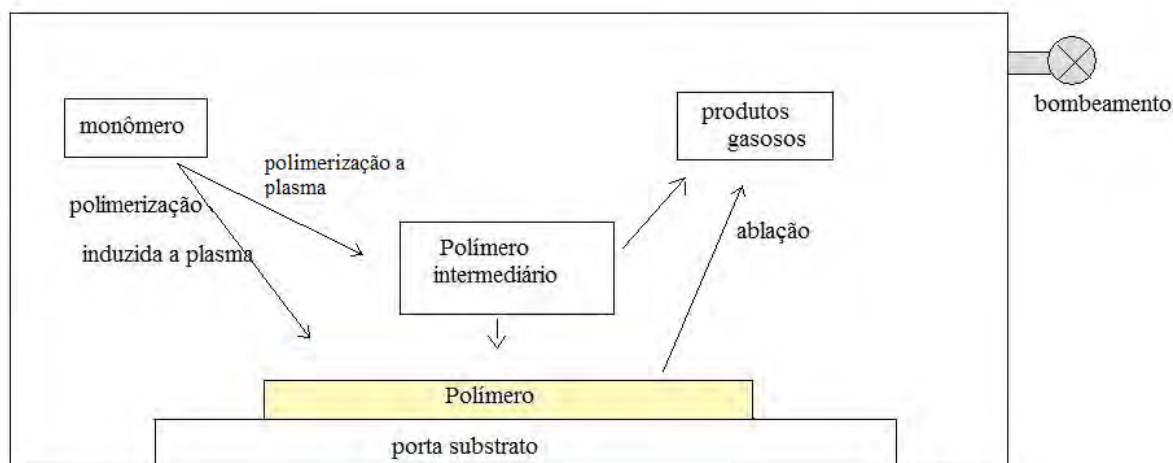 monômero
polimerização a
plasma
polimerização
induzida a plasma
produtos
gasosos
bombeamento
Polímero
intermediário
ablação
Polímero
porta substrato